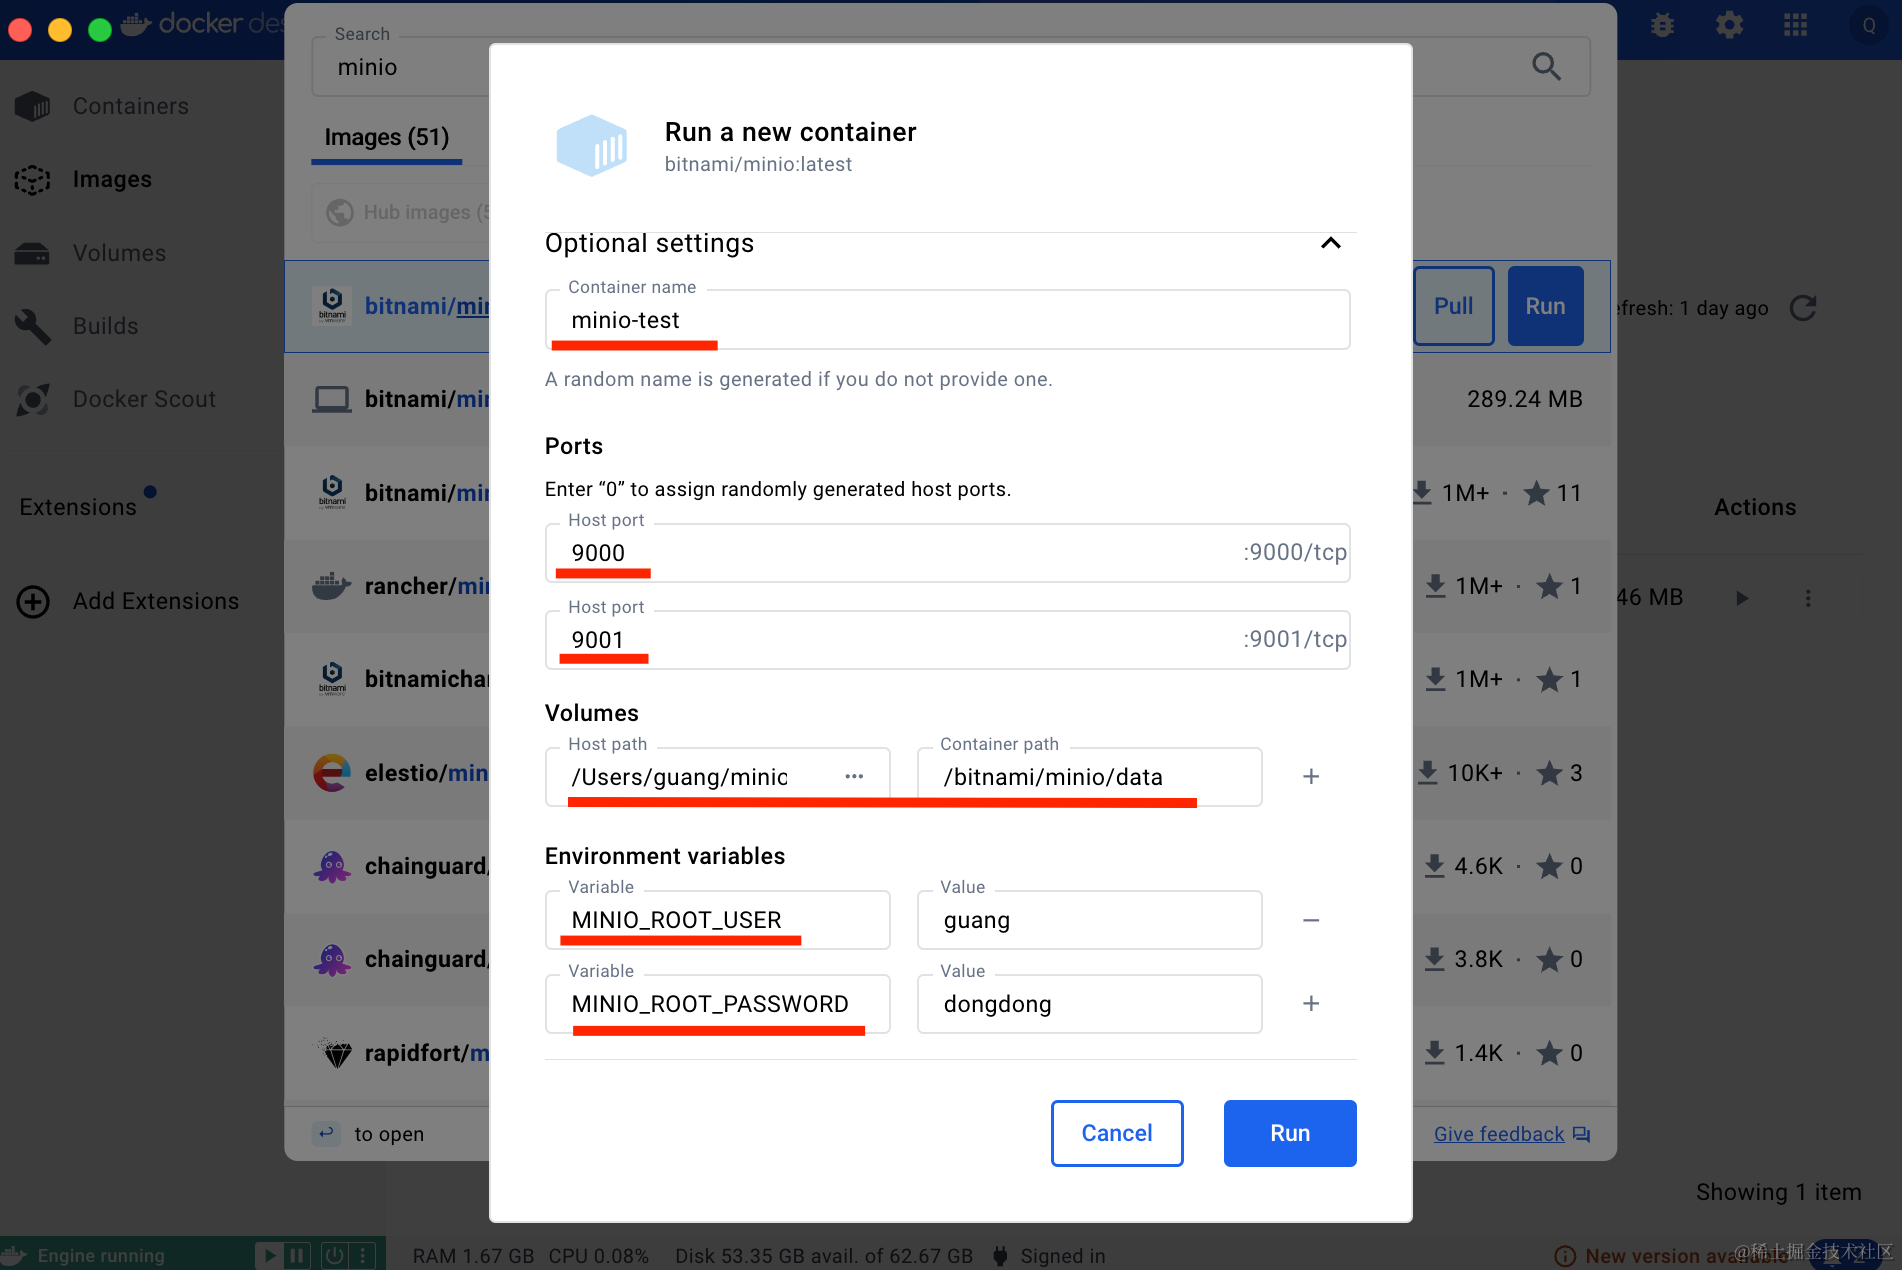 docker des
Q
Search
minio
Images (51)
Hub images (5
Containers
Images
Volumes
Builds
Docker Scout
Extensions
Add Extensions
bitnami/min
bitnami/min
bitnami/min
rancher/min
bitnamichar
elestio/min
chainguard/
chainguard/
rapidfort/m
to open
Run a new container
bitnami/minio:latest
Optional settings
Container name
minio-test
A random name is generated if you do not provide one.
Ports
Enter “0” to assign randomly generated host ports.
Host port
9000
:9000/tcp
Host port
9001
:9001/tcp
Volumes
Host path
/Users/guang/minio
···
Container path
/bitnami/minio/data
+
Environment variables
Variable
MINIO_ROOT_USER
Value
guang
−
Variable
MINIO_ROOT_PASSWORD
Value
dongdong
+
Cancel
Run
Pull
Run
efresh: 1 day ago
289.24 MB
1M+ · 11
1M+ · 1
1M+ · 1
10K+ · 3
4.6K · 0
3.8K · 0
1.4K · 0
Actions
46 MB
Give feedback
Showing 1 item
Engine running
RAM 1.67 GB CPU 0.08% Disk 53.35 GB avail. of 62.67 GB Signed in
New version available
2
@稀土掘金技术社区